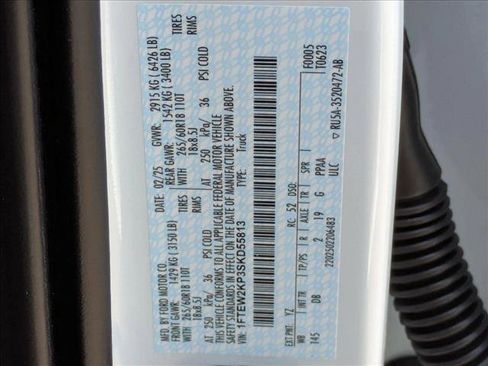 MFD. BY FORD MOTOR CO.
DATE: 02/25 GVWR: 2915 KG ( 6426 LB)
FRONT GAWR: 1429 KG ( 3150 LB) REAR GAWR: 1542 KG ( 3400 LB)
WITH 265/60R18 110T TIRES WITH 265/60R18 110T TIRES
18x8.5J RIMS 18x8.5J RIMS
AT 250 kPa/ 36 PSI COLD AT 250 kPa/ 36 PSI COLD
THIS VEHICLE CONFORMS TO ALL APPLICABLE FEDERAL MOTOR VEHICLE
SAFETY STANDARDS IN EFFECT ON THE DATE OF MANUFACTURE SHOWN ABOVE.
VIN: 1FTEW2KP3SKD55813 TYPE: Truck
F0005
T0623
EXT PNT: YZ RC: 52 DSO:
WB INT TR TP/PS R AXLE TR SPR
145 DB 2 19 G PPAA
2202502206483 ULC
▽ RU5A-3520472-AB